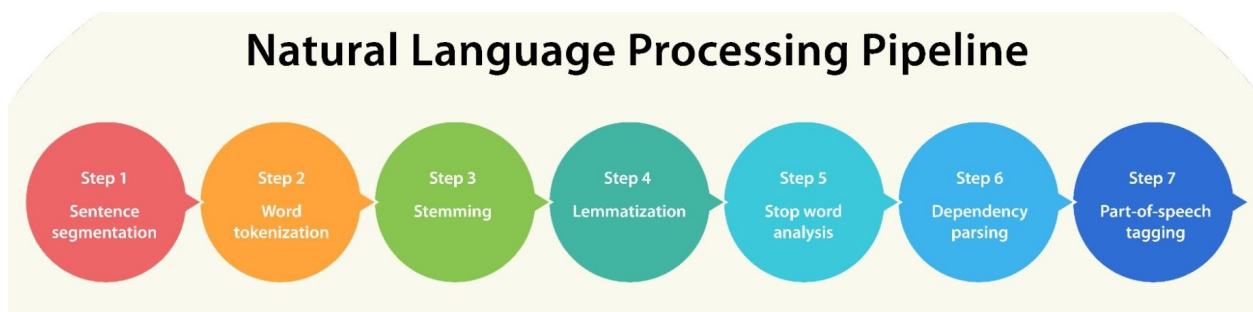 Natural Language Processing Pipeline
Step 1
Sentence
segmentation
Step 2
Word
tokenization
Step 3
Stemming
Step 4
Lemmatization
Step 5
Stop word
analysis
Step 6
Dependency
parsing
Step 7
Part-of-speech
tagging